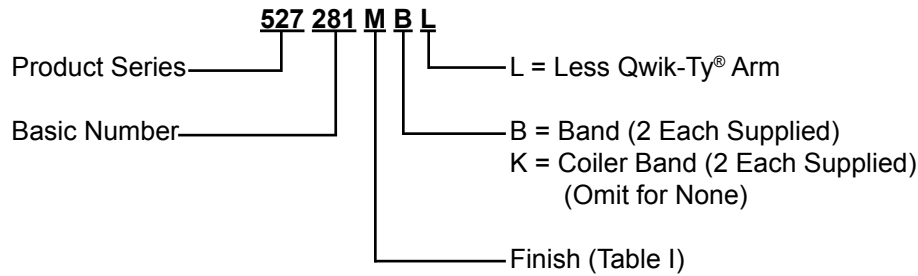 527 281 M B L
Product Series
L = Less Qwik-Ty® Arm
Basic Number
B = Band (2 Each Supplied)
K = Coiler Band (2 Each Supplied)
(Omit for None)
Finish (Table I)